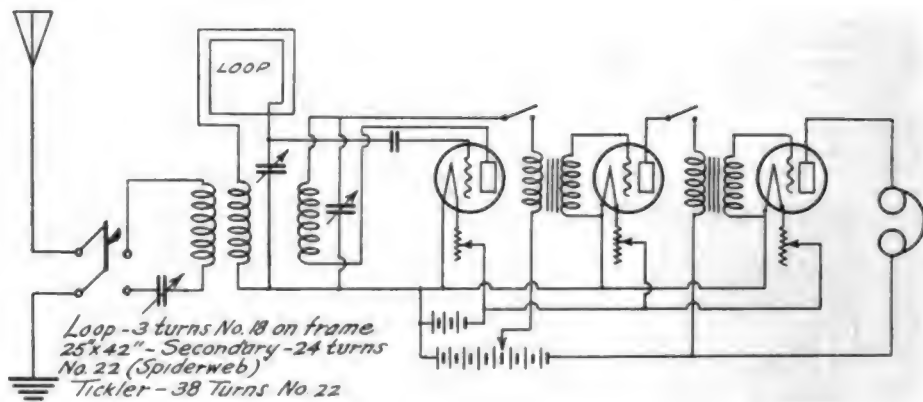 LOOP
Loop-3 turns No.18 on frame
25"x42"- Secondary-24 turns
No.22 (Spiderweb)
Tickler-38 Turns No.22